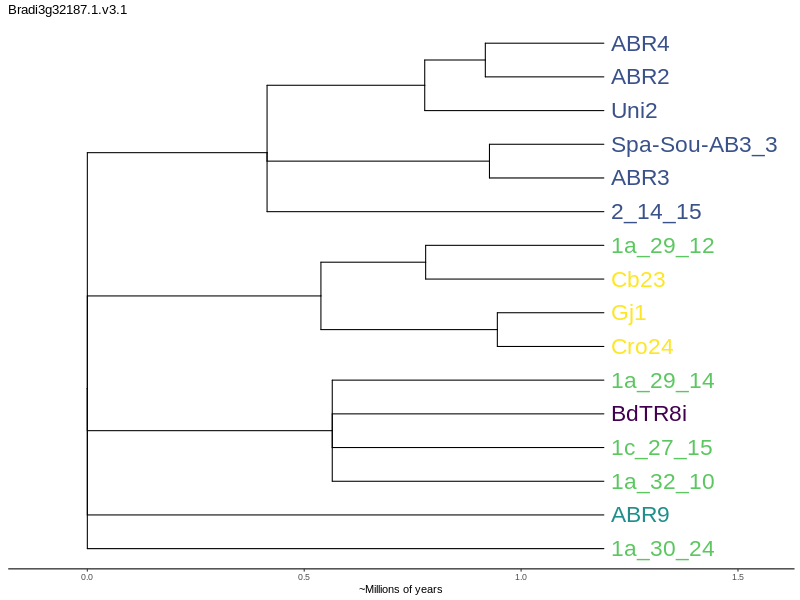 Bradi3g32187.1.v3.1
ABR4
ABR2
Uni2
Spa-Sou-AB3_3
ABR3
2_14_15
1a_29_12
Cb23
Gj1
Cro24
1a_29_14
BdTR8i
1c_27_15
1a_32_10
ABR9
1a_30_24
0.0 0.5 1.0 1.5
~Millions of years